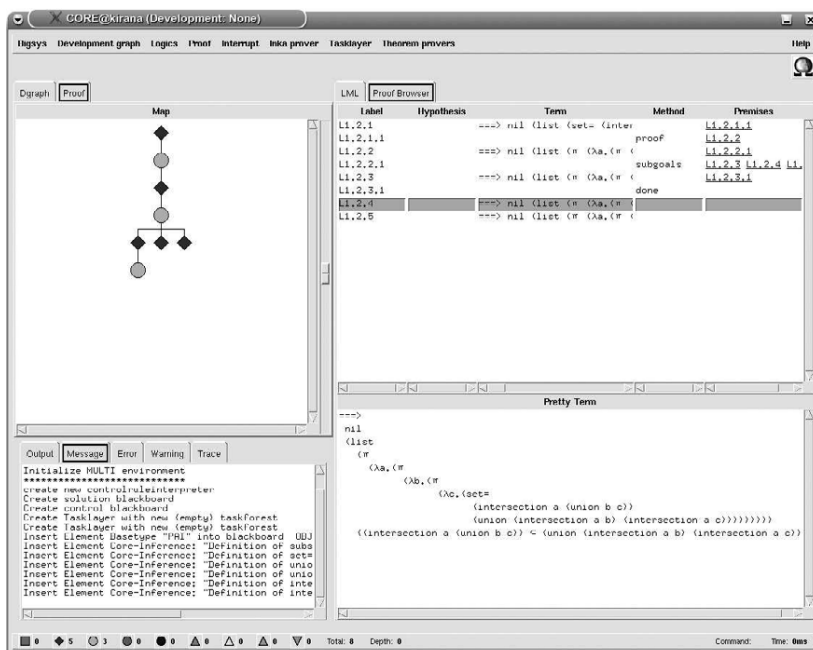 CORE@kirana (Development: None)
Digsys Development graph Logics Proof Interrupt Inka prover Tasklayer Theorem provers Help
Ω
Dgraph Proof
Map
LML Proof Browser
Label Hypothesis Term Method Premises
L1.2.1 ===> nil (list (set= (inter L1.2.1.1
L1.2.1.1 proof L1.2.2
L1.2.2 ===> nil (list (π (λa.(π ( L1.2.2.1
L1.2.2.1 subgoals L1.2.3 L1.2.4 L1.
L1.2.3 ===> nil (list (π (λa.(π ( L1.2.3.1
L1.2.3.1 done
L1.2.4 ===> nil (list (π (λa.(π (
L1.2.5 ===> nil (list (π (λa.(π (
Pretty Term
===>
nil
(list
(π
(λa.(π
(λb.(π
(λc.(set=
(intersection a (union b c))
(union (intersection a b) (intersection a c)))))))))
((intersection a (union b c)) ⊆ (union (intersection a b) (intersection a c))
Output Message Error Warning Trace
Initialize MULTI environment
****************************
create new controlruleinterpreter
Create solution blackboard
Create control blackboard
Create Tasklayer with new (empty) taskforest
Create Tasklayer with new (empty) taskforest
Insert Element Basetype "PAI" into blackboard OBJ
Insert Element Core-Inference: "Definition of subs
Insert Element Core-Inference: "Definition of set=
Insert Element Core-Inference: "Definition of unio
Insert Element Core-Inference: "Definition of unio
Insert Element Core-Inference: "Definition of inte
Insert Element Core-Inference: "Definition of inte
0 5 3 0 0 0 0 0 0 Total: 8 Depth: 0 Command: Time: 0ms